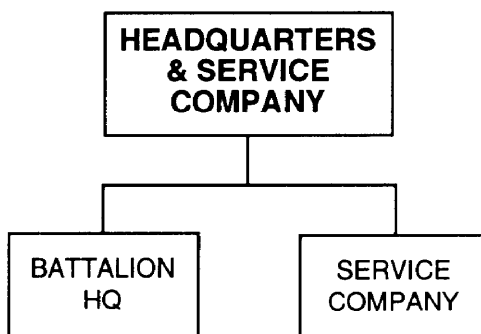 HEADQUARTERS
& SERVICE
COMPANY
BATTALION
HQ
SERVICE
COMPANY